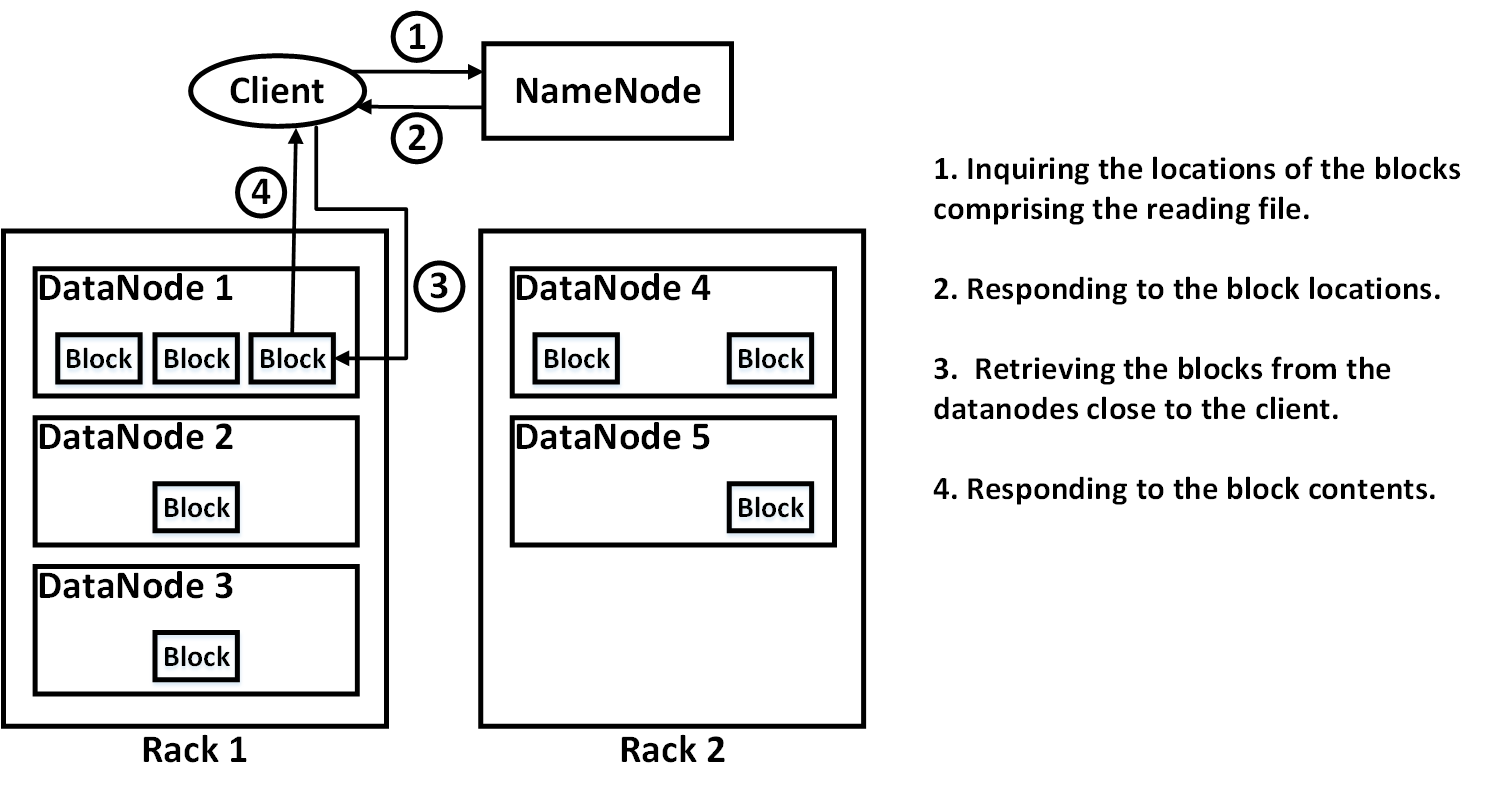 1
Client
NameNode
2
4
3
DataNode 1
Block
Block
Block
DataNode 2
Block
DataNode 3
Block
Rack 1
DataNode 4
Block
Block
DataNode 5
Block
Rack 2
1. Inquiring the locations of the blocks
comprising the reading file.
2. Responding to the block locations.
3.  Retrieving the blocks from the
datanodes close to the client.
4. Responding to the block contents.